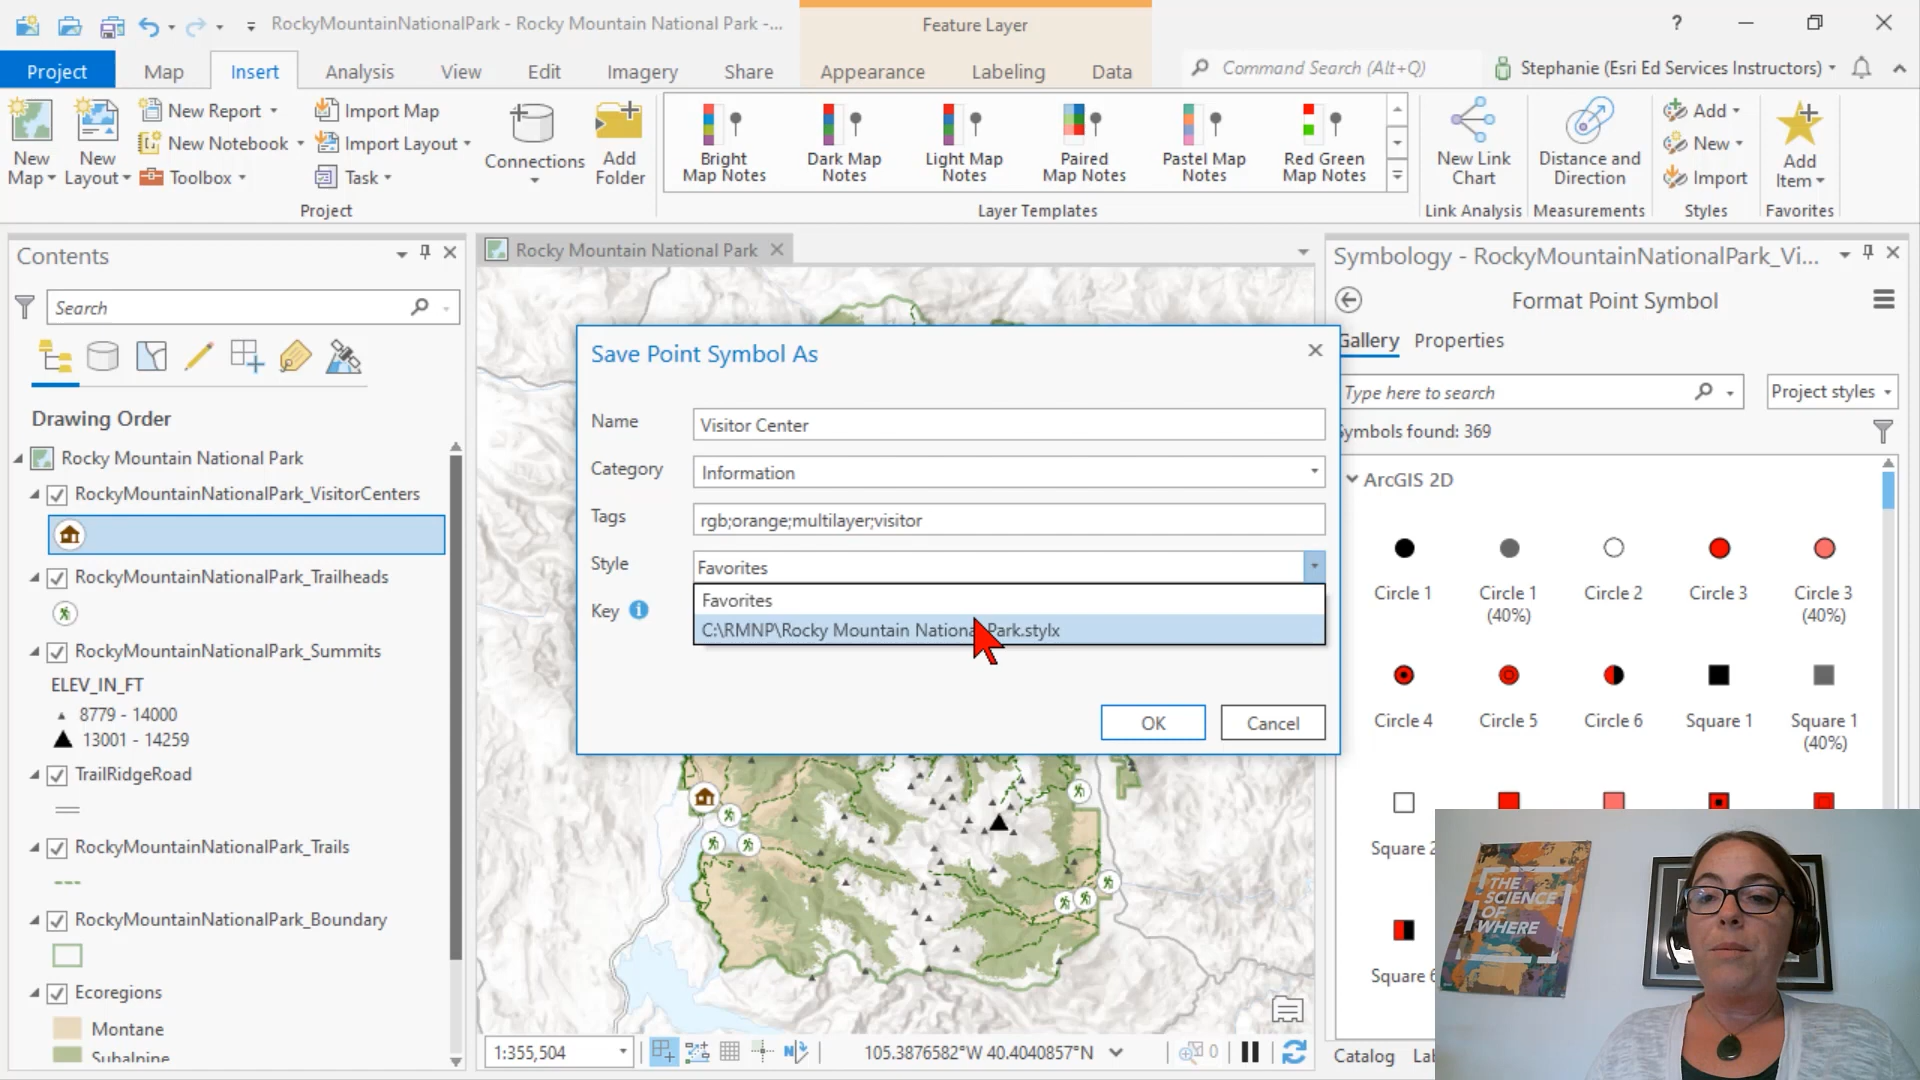 RockyMountainNationalPark - Rocky Mountain National Park -...
Feature Layer
?
Project
Map
Insert
Analysis
View
Edit
Imagery
Share
Appearance
Labeling
Data
Command Search (Alt+Q)
Stephanie (Esri Ed Services Instructors)
New Map
New Layout
New Report
New Notebook
Toolbox
Import Map
Import Layout
Task
Project
Connections
Add Folder
Bright Map Notes
Dark Map Notes
Light Map Notes
Paired Map Notes
Pastel Map Notes
Red Green Map Notes
Layer Templates
New Link Chart
Link Analysis
Distance and Direction
Measurements
Add
New
Import
Styles
Add Item
Favorites
Contents
Search
Drawing Order
Rocky Mountain National Park
RockyMountainNationalPark_VisitorCenters
RockyMountainNationalPark_Trailheads
RockyMountainNationalPark_Summits
ELEV_IN_FT
8779 - 14000
13001 - 14259
TrailRidgeRoad
RockyMountainNationalPark_Trails
RockyMountainNationalPark_Boundary
Ecoregions
Montane
Subalpine
Rocky Mountain National Park
Save Point Symbol As
Name
Visitor Center
Category
Information
Tags
rgb;orange;multilayer;visitor
Style
Favorites
Favorites
C:\RMNP\Rocky Mountain National Park.stylx
Key
OK
Cancel
1:355,504
105.3876582°W 40.4040857°N
0
Symbology - RockyMountainNationalPark_Vi...
Format Point Symbol
Gallery
Properties
Type here to search
Project styles
Symbols found: 369
ArcGIS 2D
Circle 1
Circle 1 (40%)
Circle 2
Circle 3
Circle 3 (40%)
Circle 4
Circle 5
Circle 6
Square 1
Square 1 (40%)
Square 2
Square 6
Catalog
THE
SCIENCE
OF
WHERE